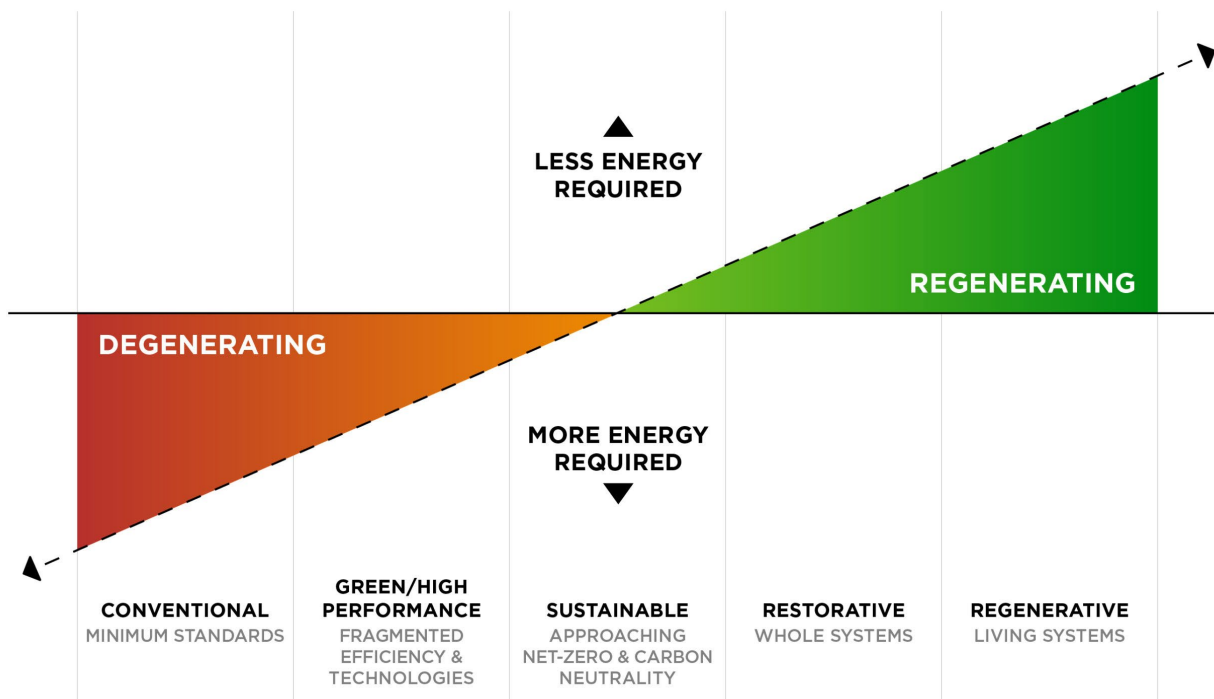 LESS ENERGY
REQUIRED
REGENERATING
DEGENERATING
MORE ENERGY
REQUIRED
CONVENTIONAL
MINIMUM STANDARDS
GREEN/HIGH
PERFORMANCE
FRAGMENTED
EFFICIENCY &
TECHNOLOGIES
SUSTAINABLE
APPROACHING
NET-ZERO & CARBON
NEUTRALITY
RESTORATIVE
WHOLE SYSTEMS
REGENERATIVE
LIVING SYSTEMS